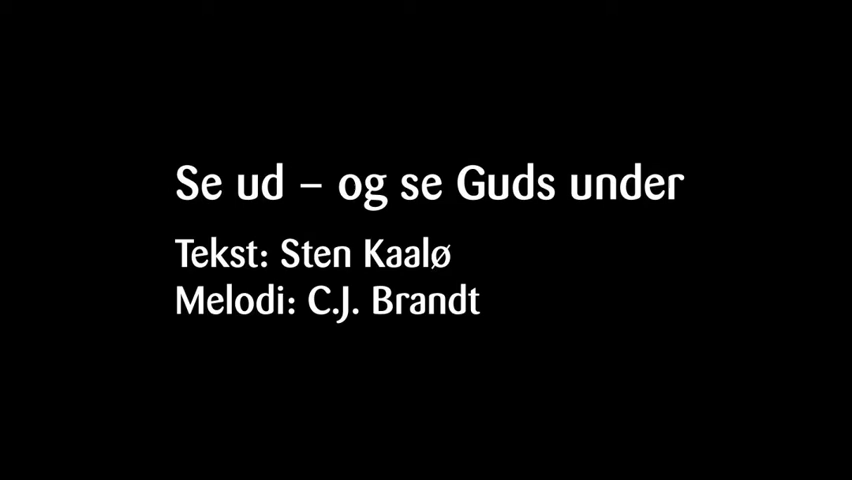 Se ud – og se Guds under
Tekst: Sten Kaalø
Melodi: C.J. Brandt